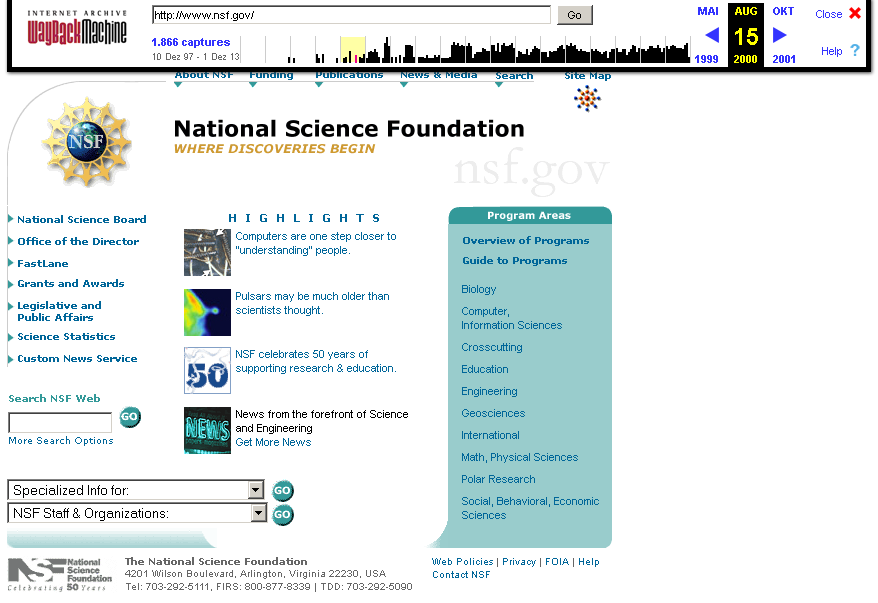 INTERNET ARCHIVE
WayBackMachine
http://www.nsf.gov/
Go
1.866 captures
10 Dez 97 - 1 Dez 13
MAI AUG OKT
15
1999 2000 2001
Close
Help ?
About NSF Funding Publications News & Media Search Site Map
NSF
National Science Foundation
WHERE DISCOVERIES BEGIN
nsf.gov
National Science Board
Office of the Director
FastLane
Grants and Awards
Legislative and
Public Affairs
Science Statistics
Custom News Service
Search NSF Web
GO
More Search Options
HIGHLIGHTS
Computers are one step closer to
"understanding" people.
Pulsars may be much older than
scientists thought.
50
NSF celebrates 50 years of
supporting research & education.
NEWS
News from the forefront of Science
and Engineering
Get More News
Program Areas
Overview of Programs
Guide to Programs
Biology
Computer,
Information Sciences
Crosscutting
Education
Engineering
Geosciences
International
Math, Physical Sciences
Polar Research
Social, Behavioral, Economic
Sciences
Specialized Info for:
GO
NSF Staff & Organizations:
GO
NSF National
Science
Foundation
Celebrating 50 Years
The National Science Foundation
4201 Wilson Boulevard, Arlington, Virginia 22230, USA
Tel: 703-292-5111, FIRS: 800-877-8339 | TDD: 703-292-5090
Web Policies | Privacy | FOIA | Help
Contact NSF